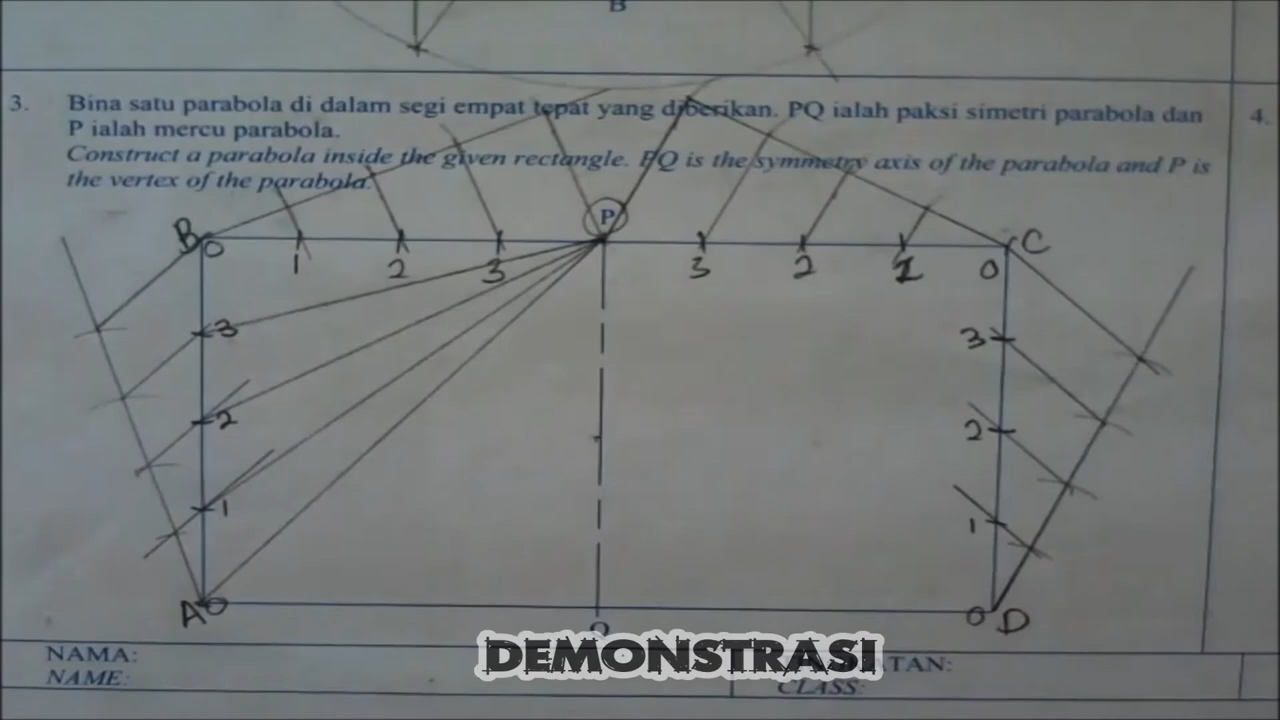 B
3. Bina satu parabola di dalam segi empat tepat yang diberikan. PQ ialah paksi simetri parabola dan
P ialah mercu parabola.
Construct a parabola inside the given rectangle. PQ is the symmetry axis of the parabola and P is
the vertex of the parabola.
4.
P
B C
0 1 2 3 3 2 1 0
3 3
2 2
1 1
A 0 0 D
Q
DEMONSTRASI
NAMA: ATAN:
NAME: CLASS: